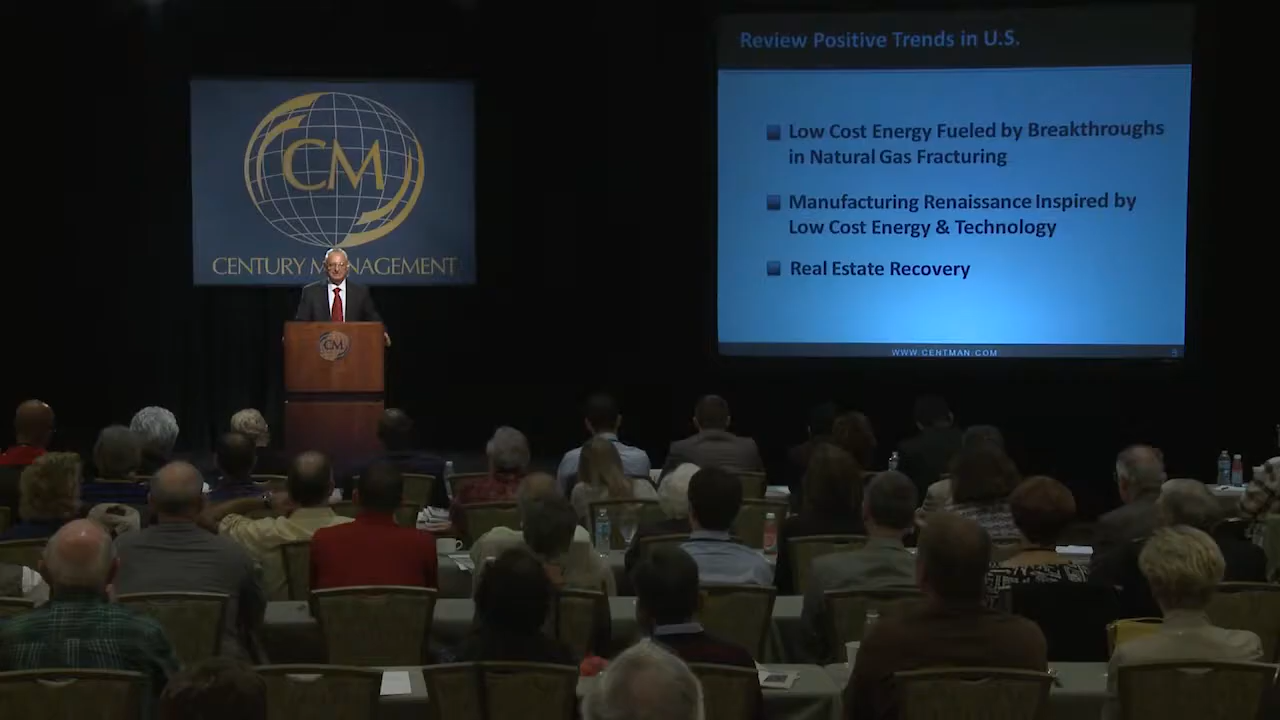 Review Positive Trends in U.S.
CM
Low Cost Energy Fueled by Breakthroughs
in Natural Gas Fracturing
Manufacturing Renaissance Inspired by
Low Cost Energy & Technology
Real Estate Recovery
CENTURY MANAGEMENT
CM
WWW.CENTMAN.COM